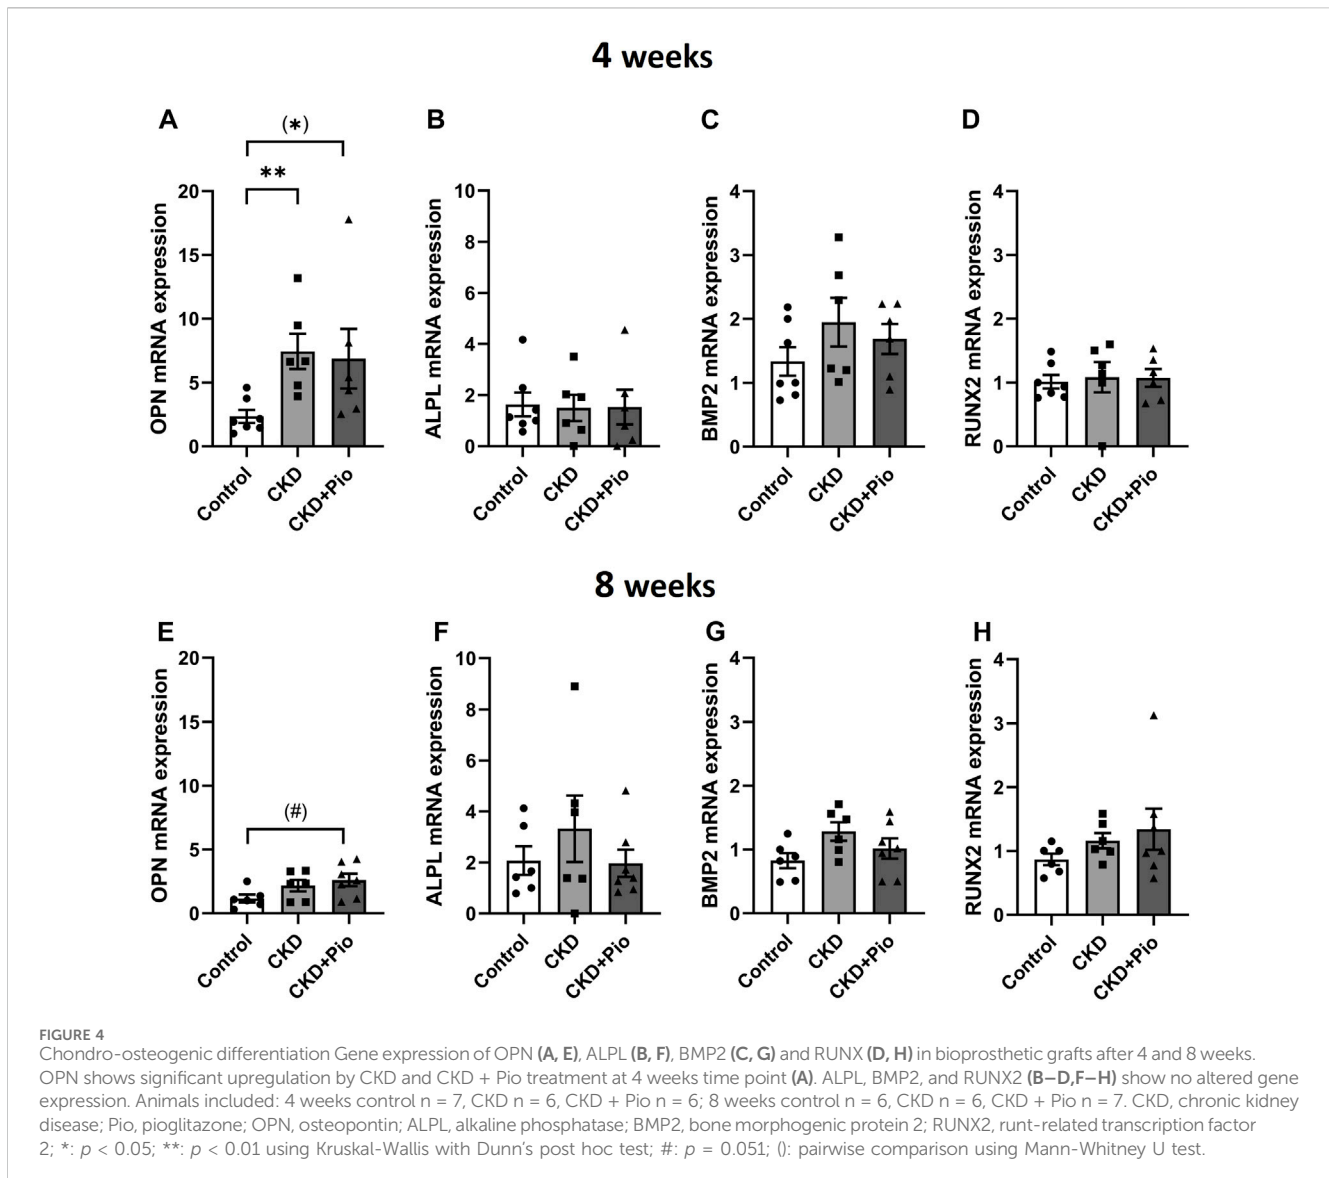 4 weeks
A
B
C
D
(*)
**
OPN mRNA expression
20
15
10
5
0
Control
CKD
CKD+Pio
ALPL mRNA expression
10
8
6
4
2
0
Control
CKD
CKD+Pio
BMP2 mRNA expression
4
3
2
1
0
Control
CKD
CKD+Pio
RUNX2 mRNA expression
4
3
2
1
0
Control
CKD
CKD+Pio
8 weeks
E
F
G
H
(#)
OPN mRNA expression
20
15
10
5
0
Control
CKD
CKD+Pio
ALPL mRNA expression
10
8
6
4
2
0
Control
CKD
CKD+Pio
BMP2 mRNA expression
4
3
2
1
0
Control
CKD
CKD+Pio
RUNX2 mRNA expression
4
3
2
1
0
Control
CKD
CKD+Pio
FIGURE 4
Chondro-osteogenic differentiation Gene expression of OPN (A, E), ALPL (B, F), BMP2 (C, G) and RUNX (D, H) in bioprosthetic grafts after 4 and 8 weeks.
OPN shows significant upregulation by CKD and CKD + Pio treatment at 4 weeks time point (A). ALPL, BMP2, and RUNX2 (B–D,F–H) show no altered gene
expression. Animals included: 4 weeks control n = 7, CKD n = 6, CKD + Pio n = 6; 8 weeks control n = 6, CKD n = 6, CKD + Pio n = 7. CKD, chronic kidney
disease; Pio, pioglitazone; OPN, osteopontin; ALPL, alkaline phosphatase; BMP2, bone morphogenic protein 2; RUNX2, runt-related transcription factor
2; *: p < 0.05; **: p < 0.01 using Kruskal-Wallis with Dunn's post hoc test; #: p = 0.051; (): pairwise comparison using Mann-Whitney U test.